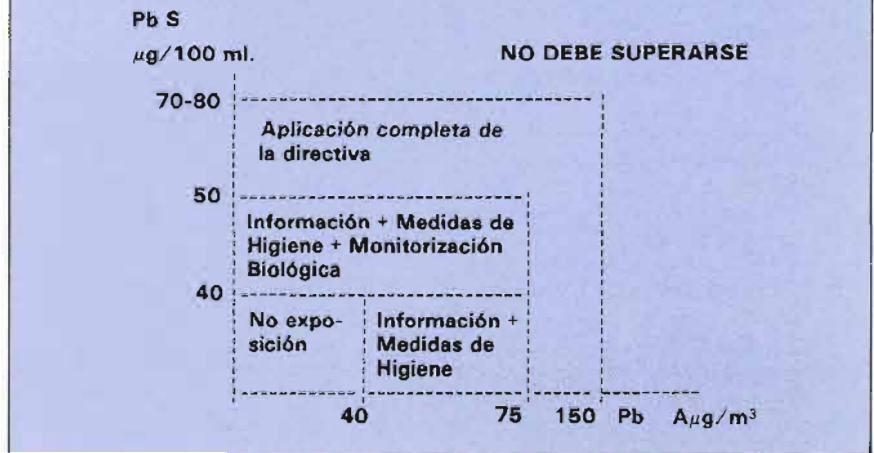 Pb S
μg/100 ml.
NO DEBE SUPERARSE
70-80
Aplicación completa de
la directiva
50
Información + Medidas de
Higiene + Monitorización
Biológica
40
No expo-
sición
Información +
Medidas de
Higiene
40 75 150 Pb Aμg/m³